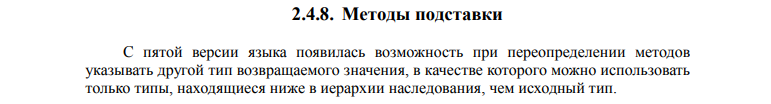 2.4.8. Методы подставки
С пятой версии языка появилась возможность при переопределении методов
указывать другой тип возвращаемого значения, в качестве которого можно использовать
только типы, находящиеся ниже в иерархии наследования, чем исходный тип.